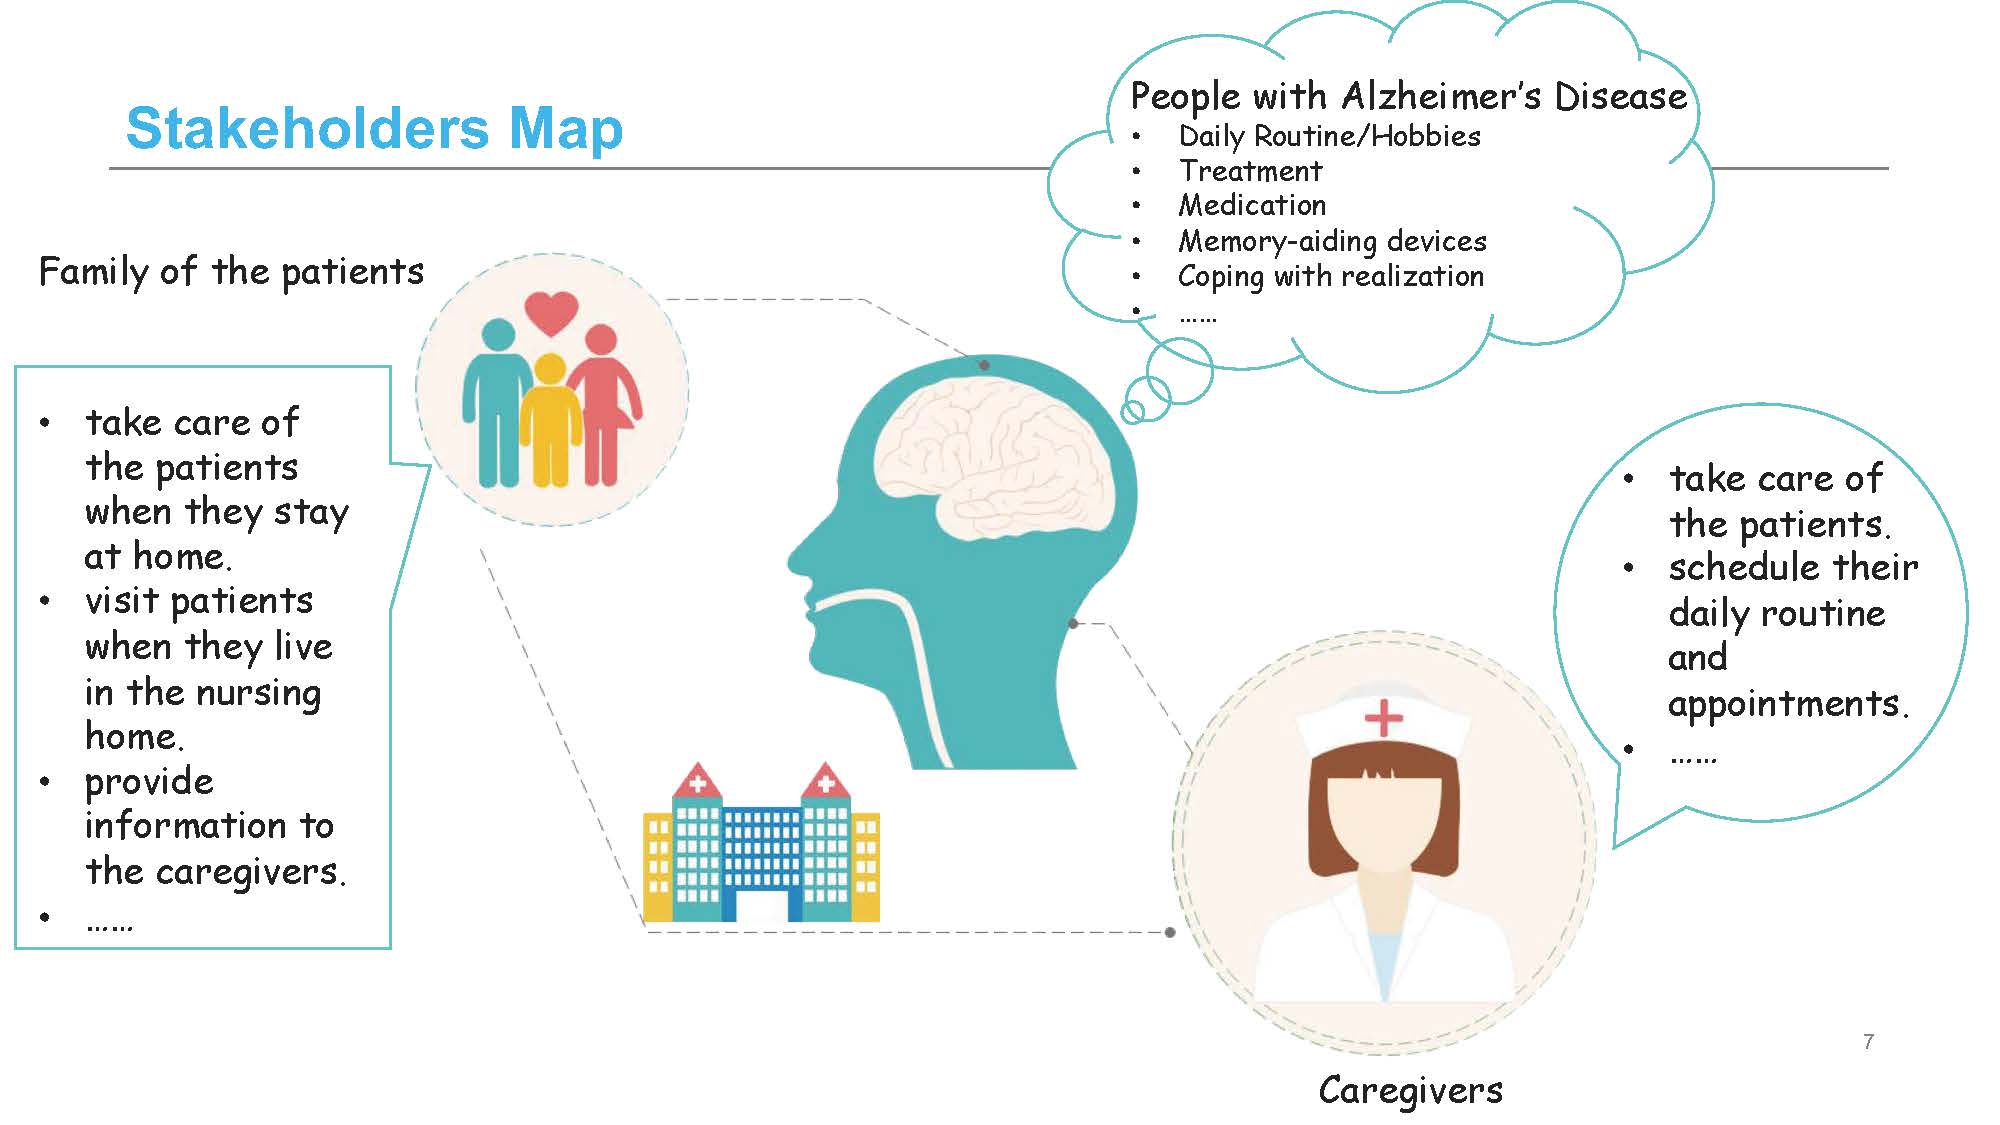 Stakeholders Map
People with Alzheimer's Disease
• Daily Routine/Hobbies
• Treatment
• Medication
• Memory-aiding devices
• Coping with realization
• ……
Family of the patients
• take care of
the patients
when they stay
at home.
• visit patients
when they live
in the nursing
home.
• provide
information to
the caregivers.
• ……
• take care of
the patients.
• schedule their
daily routine
and
appointments.
• ……
Caregivers
7